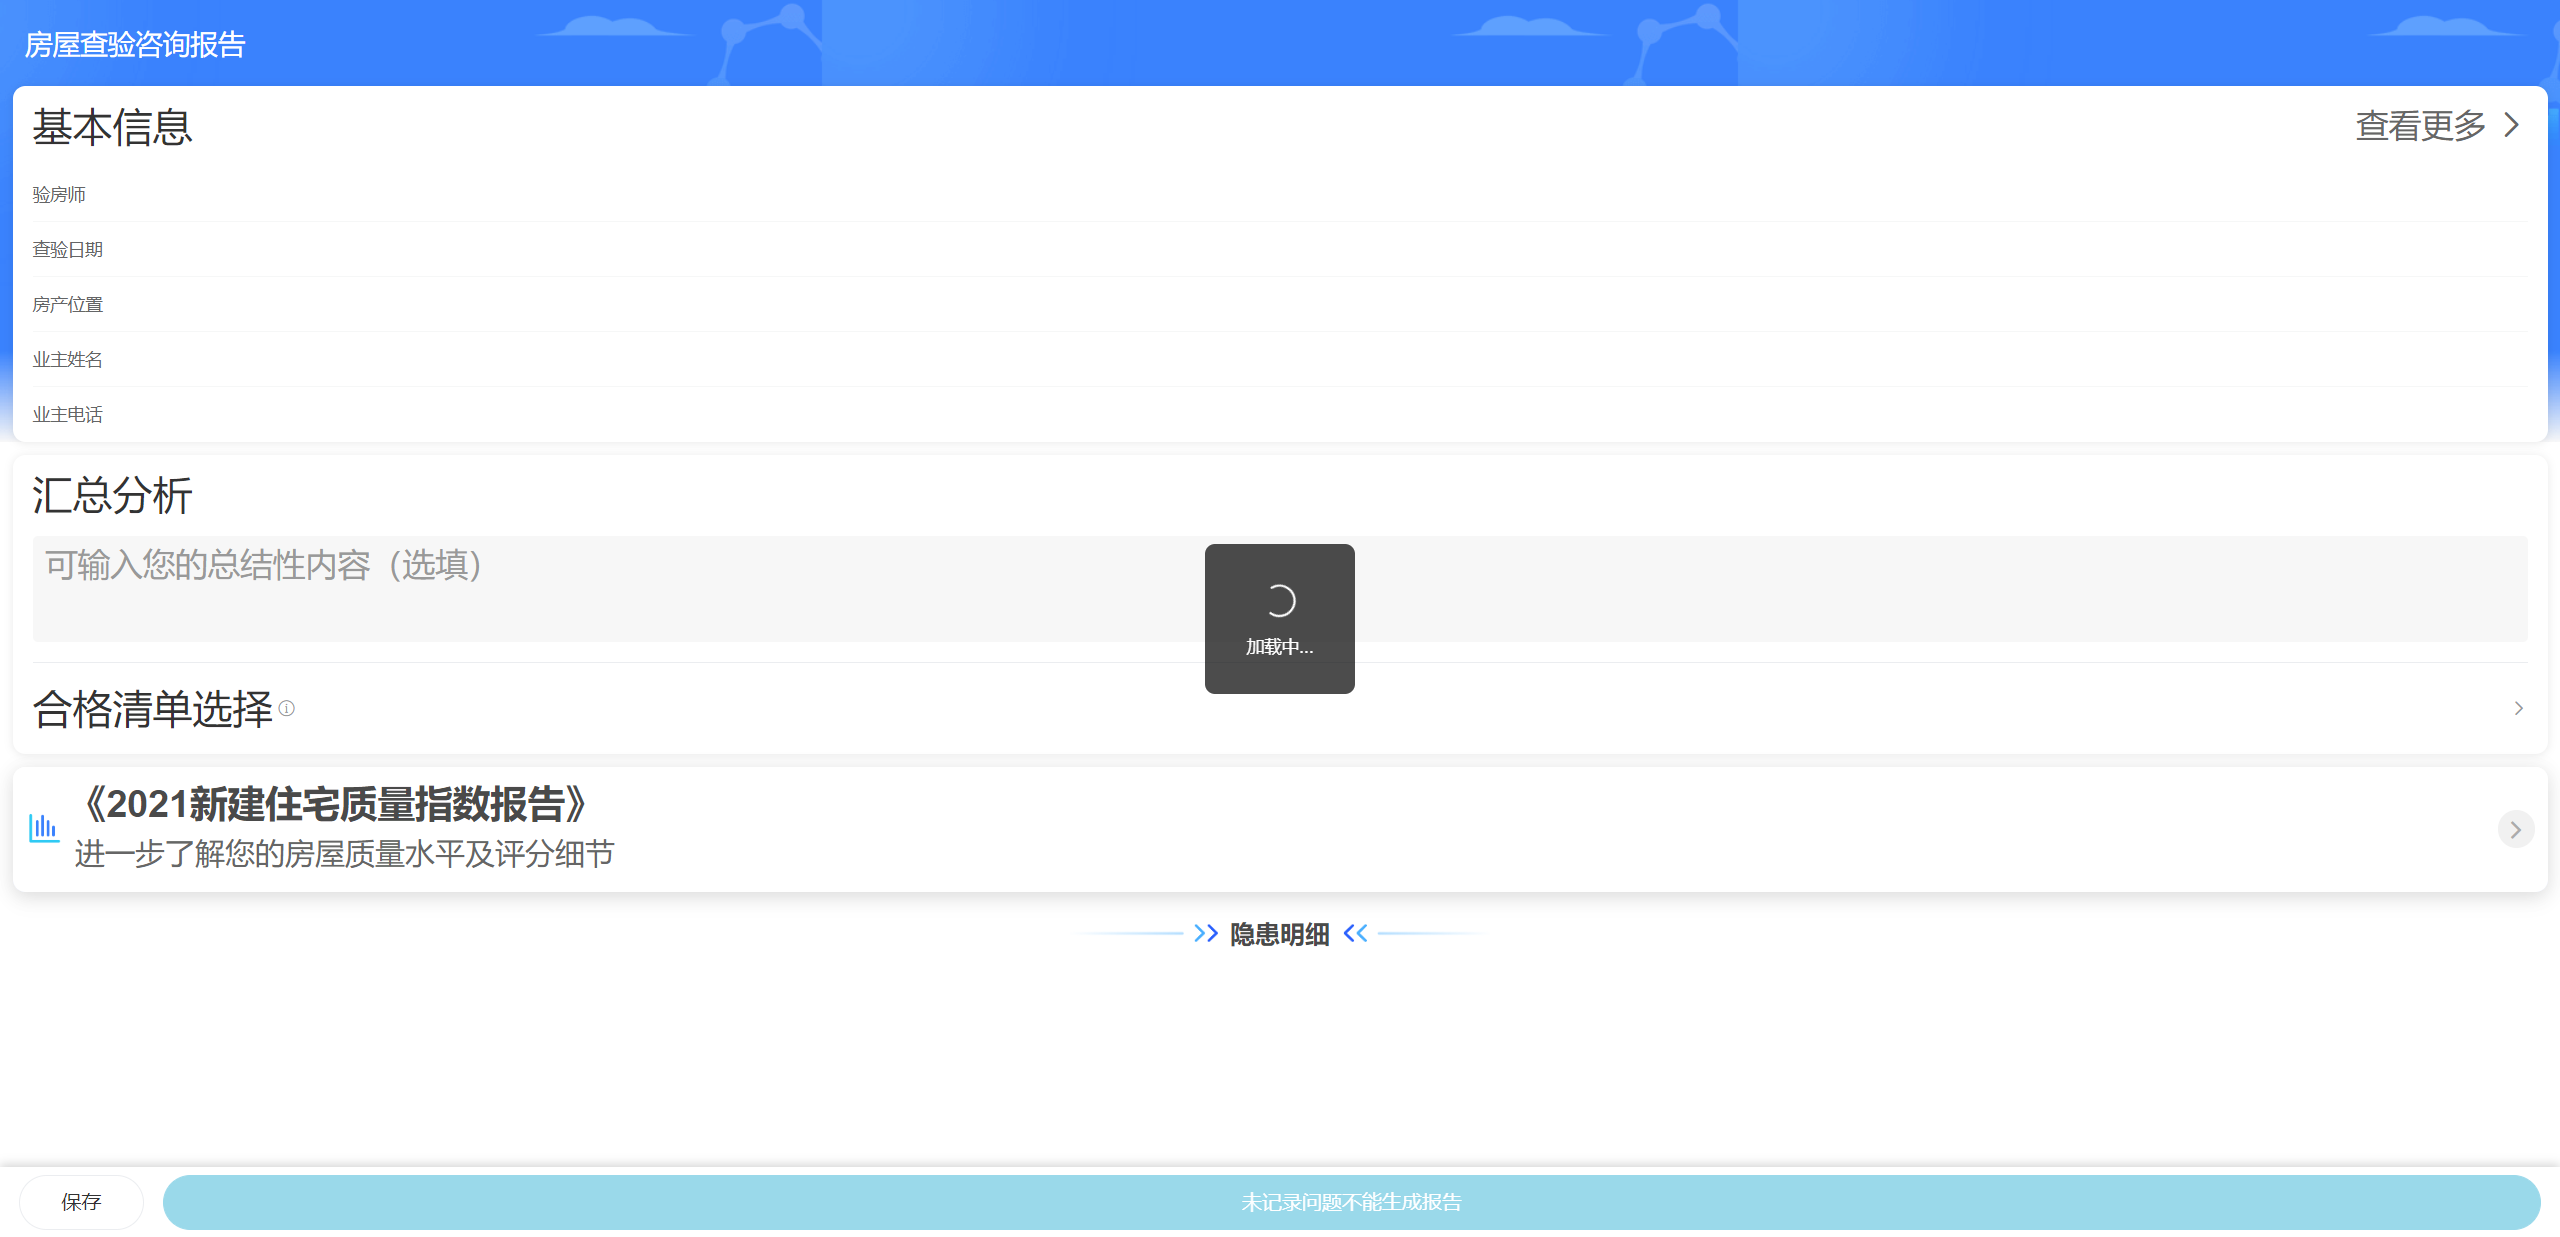 房屋查验咨询报告
基本信息
查看更多
验房师
查验日期
房产位置
业主姓名
业主电话
汇总分析
可输入您的总结性内容（选填）
加载中...
合格清单选择
《2021新建住宅质量指数报告》
进一步了解您的房屋质量水平及评分细节
隐患明细
保存
未记录问题不能生成报告